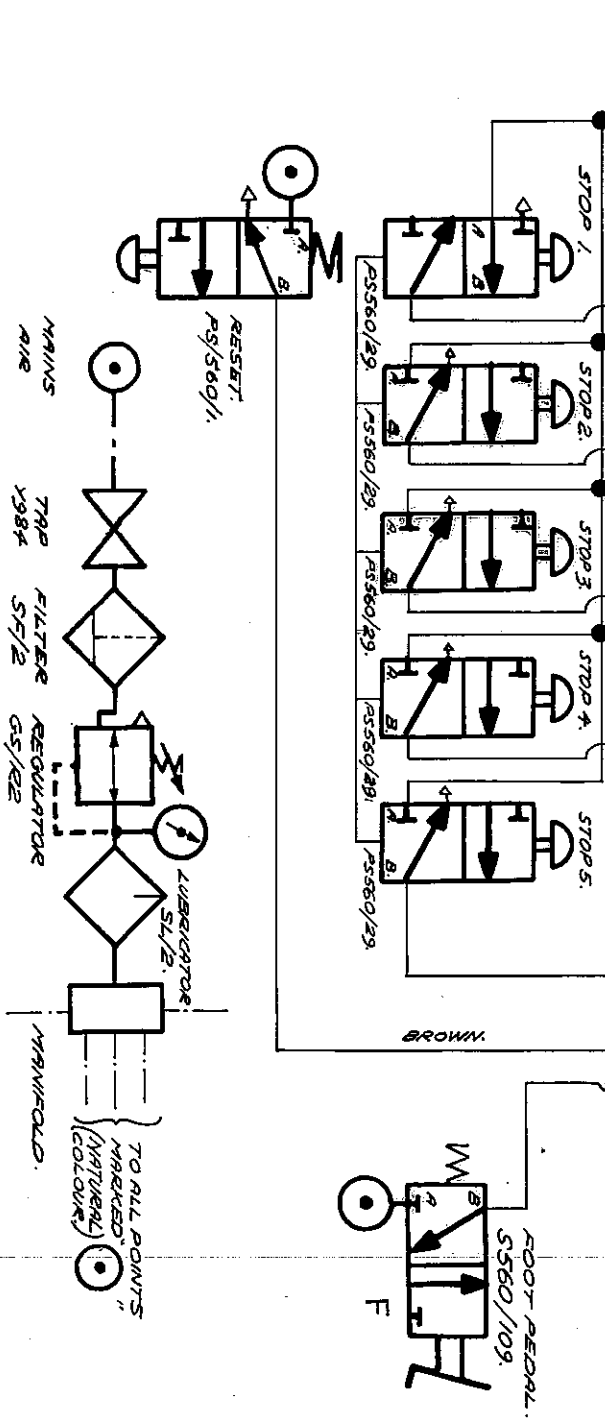 STOP 1.
STOP 2.
STOP 3.
STOP 4.
STOP 5.
A
B
A.
B.
A.
B.
A.
B.
A.
B.
PS560/29.
PS560/29.
PS560/29.
PS560/29.
PS560/29.
A.
B.
RESET.
PS/560/1.
BROWN.
FOOT PEDAL.
S560/109.
A
B
F
MAINS
AIR
TAP
Y984
FILTER
SF/2
REGULATOR
GS/R2
LUBRICATOR
SL/2.
MANIFOLD.
TO ALL POINTS
MARKED" "
(NATURAL
COLOUR)